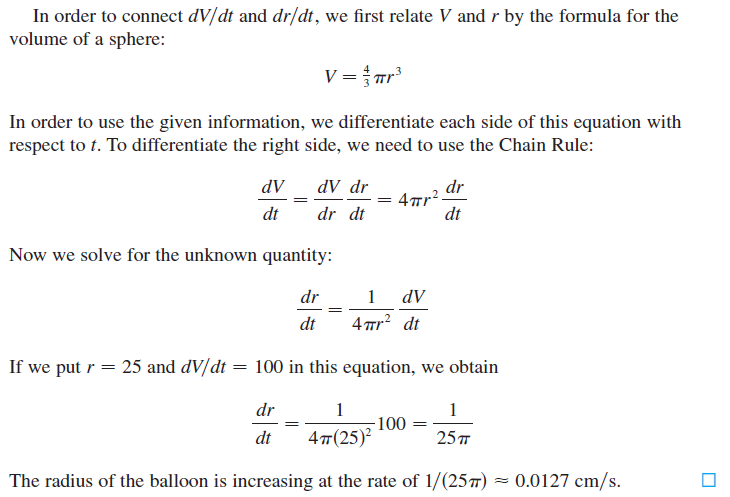 In order to connect dV/dt and dr/dt, we first relate V and r by the formula for the
volume of a sphere:
V = 4/3 πr³
In order to use the given information, we differentiate each side of this equation with
respect to t. To differentiate the right side, we need to use the Chain Rule:
dV/dt = dV/dr dr/dt = 4πr² dr/dt
Now we solve for the unknown quantity:
dr/dt = 1/4πr² dV/dt
If we put r = 25 and dV/dt = 100 in this equation, we obtain
dr/dt = 1/4π(25)² 100 = 1/25π
The radius of the balloon is increasing at the rate of 1/(25π) ≈ 0.0127 cm/s. □